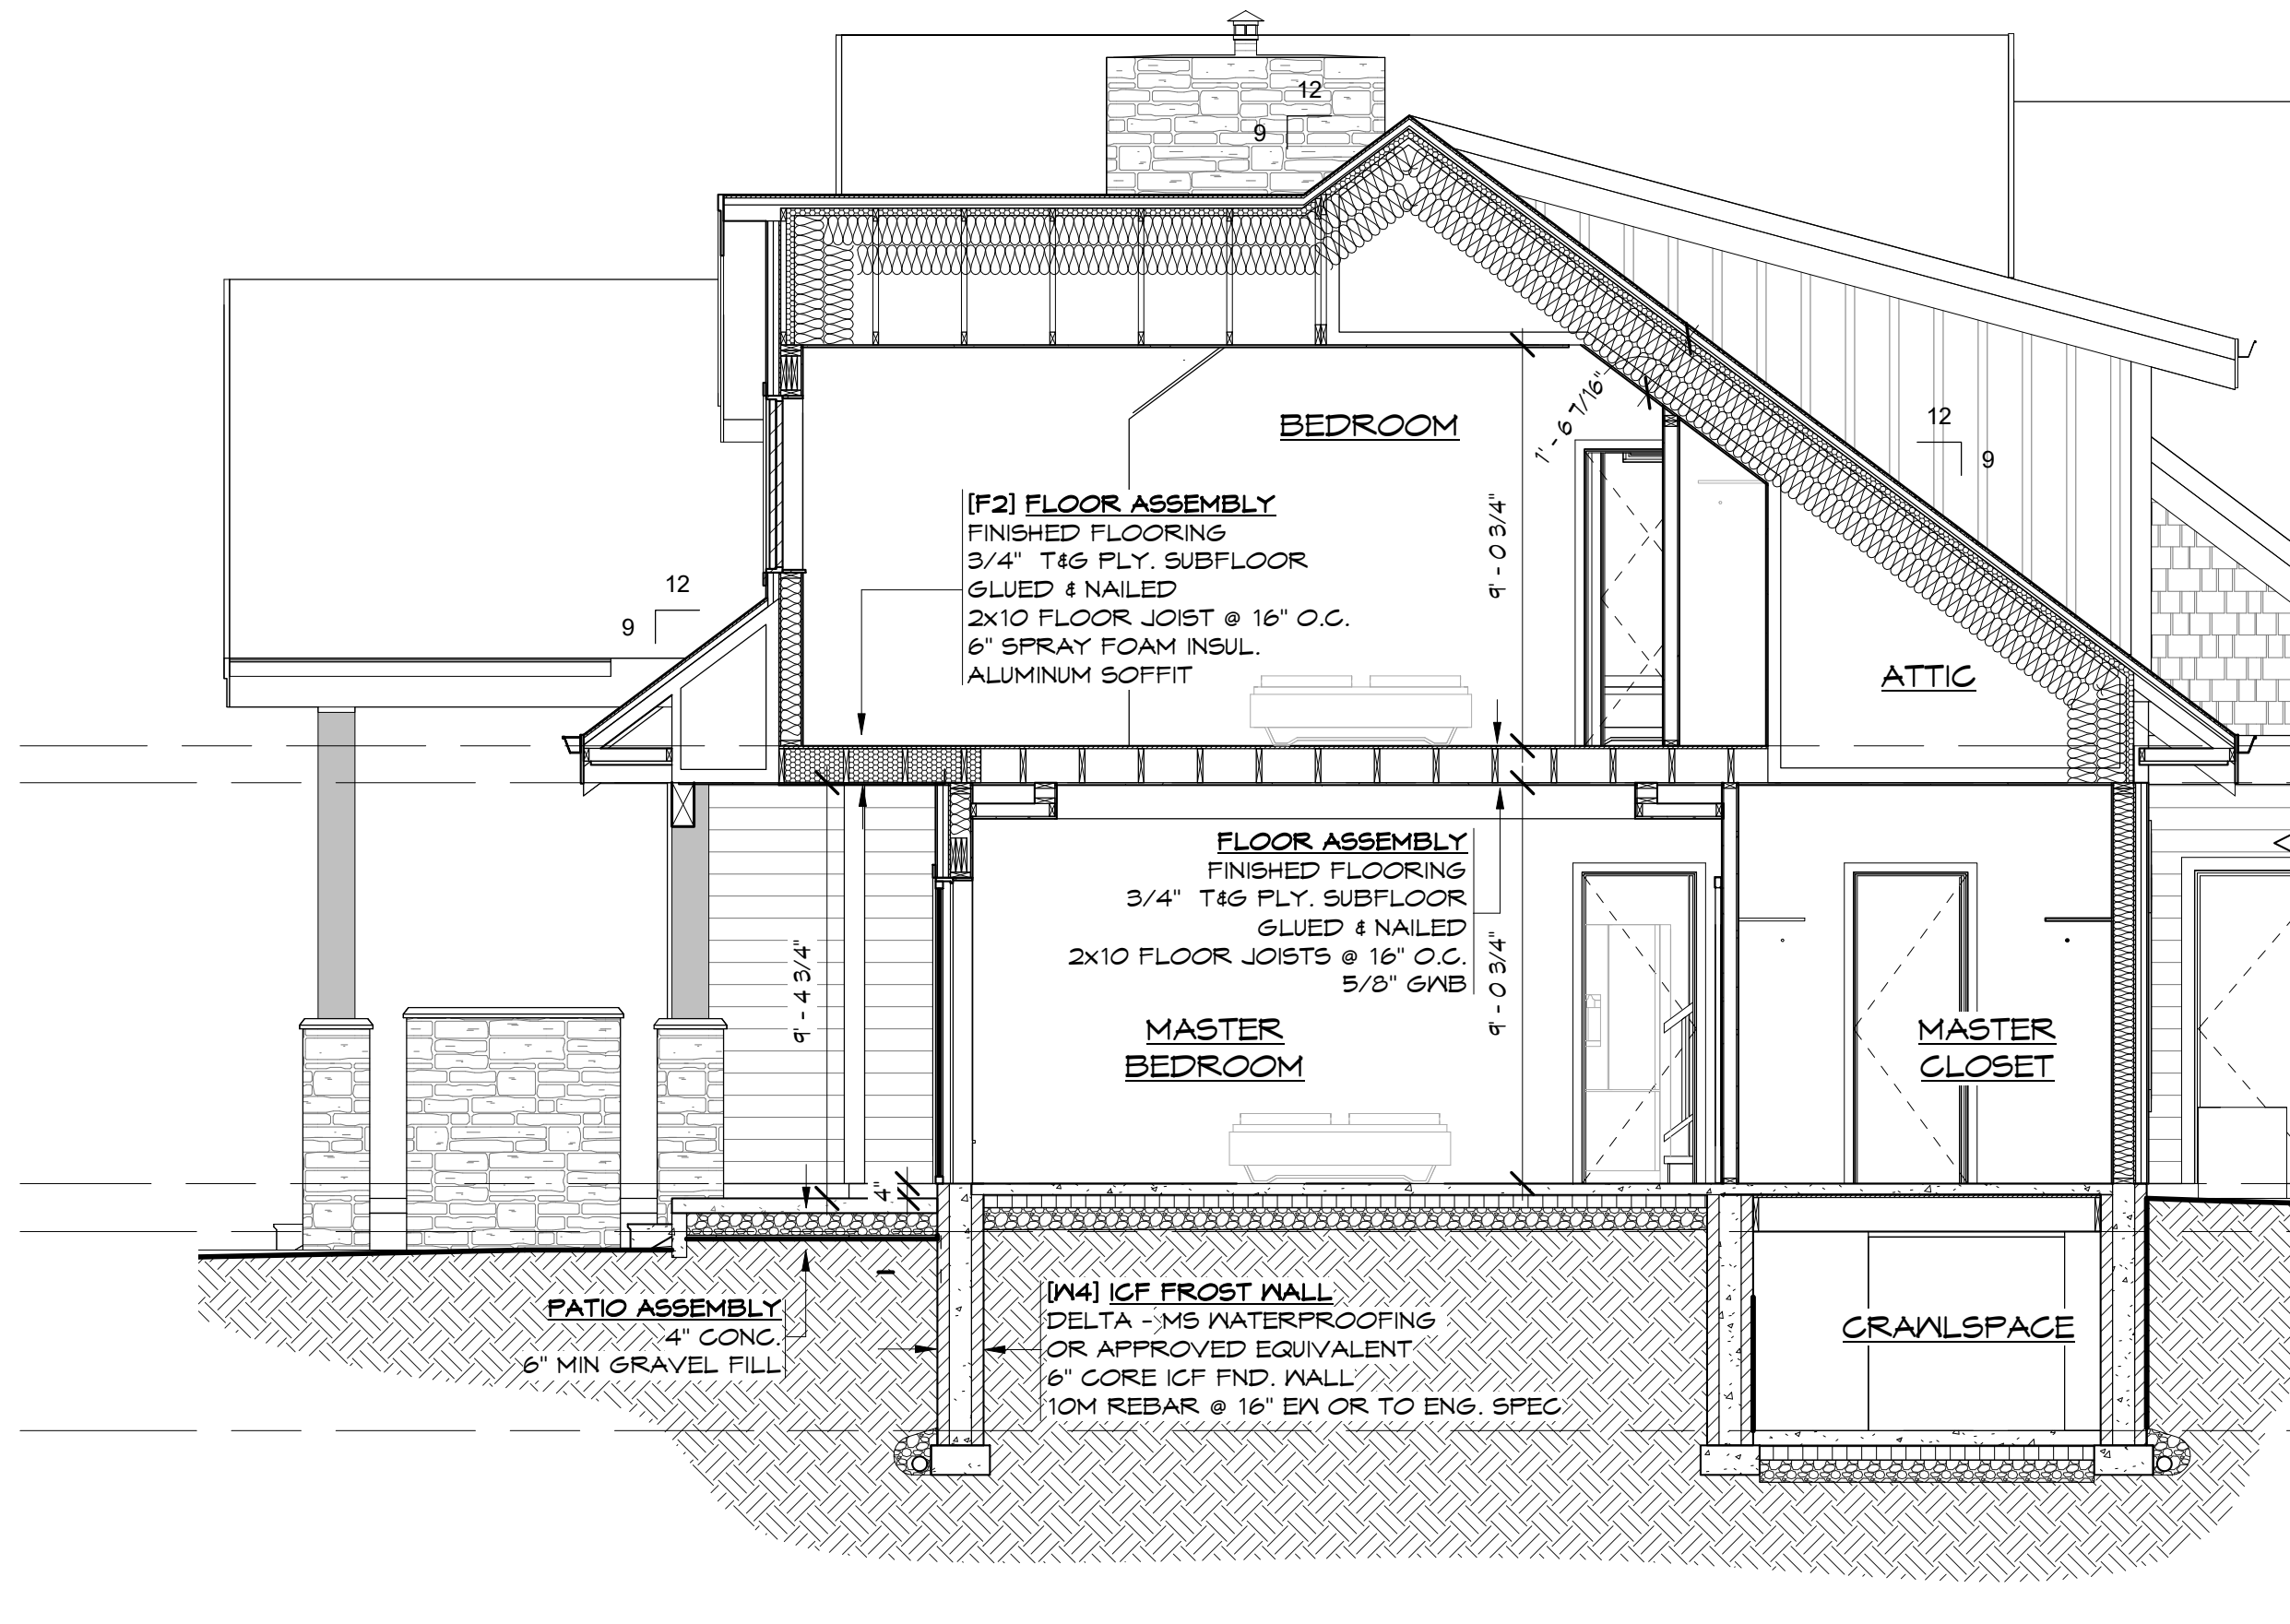 12
9
BEDROOM
1' - 6 7/16"
12
9
[F2] FLOOR ASSEMBLY
FINISHED FLOORING
3/4" T&G PLY. SUBFLOOR
GLUED & NAILED
2x10 FLOOR JOIST @ 16" O.C.
6" SPRAY FOAM INSUL.
ALUMINUM SOFFIT
9' - 0 3/4"
12
9
ATTIC
FLOOR ASSEMBLY
FINISHED FLOORING
3/4" T&G PLY. SUBFLOOR
GLUED & NAILED
2x10 FLOOR JOISTS @ 16" O.C.
5/8" GWB
9' - 4 3/4"
9' - 0 3/4"
MASTER
BEDROOM
MASTER
CLOSET
4"
PATIO ASSEMBLY
4" CONC.
6" MIN GRAVEL FILL
[W4] ICF FROST WALL
DELTA - MS WATERPROOFING
OR APPROVED EQUIVALENT
6" CORE ICF FND. WALL
10M REBAR @ 16" EW OR TO ENG. SPEC
CRAWLSPACE